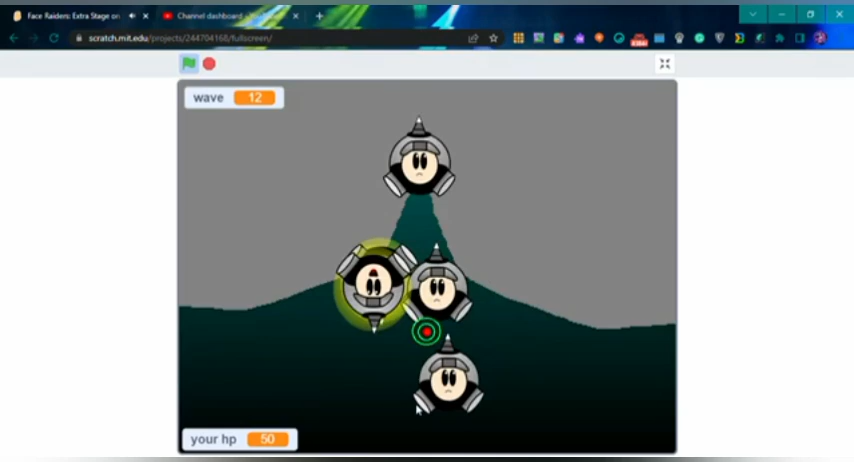 Face Raiders: Extra Stage on
Channel dashboard - 
scratch.mit.edu/projects/244704168/fullscreen/
wave 12
your hp 50